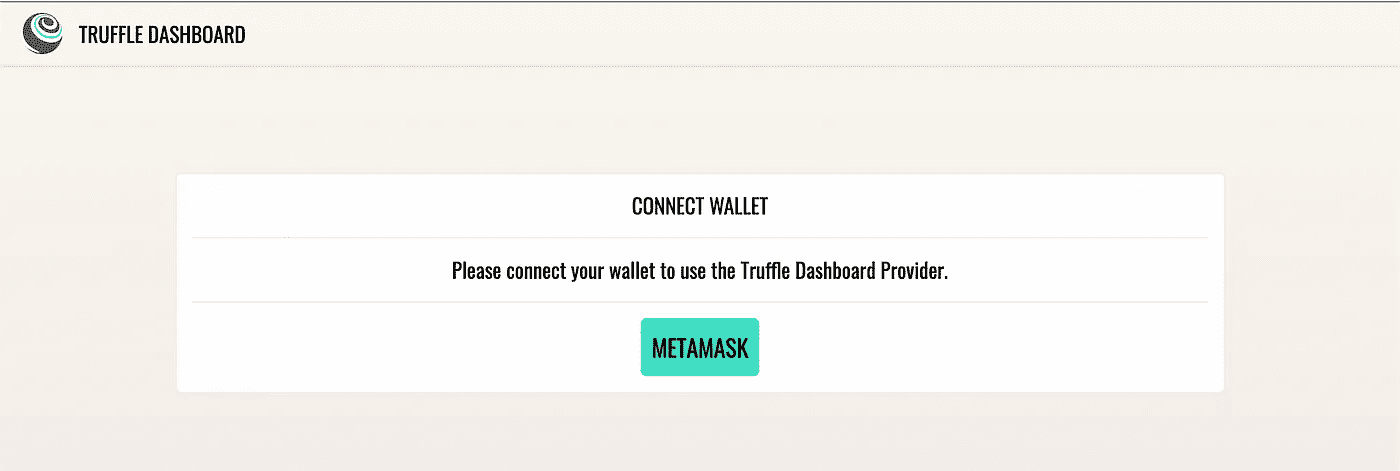 TRUFFLE DASHBOARD
CONNECT WALLET
Please connect your wallet to use the Truffle Dashboard Provider.
METAMASK